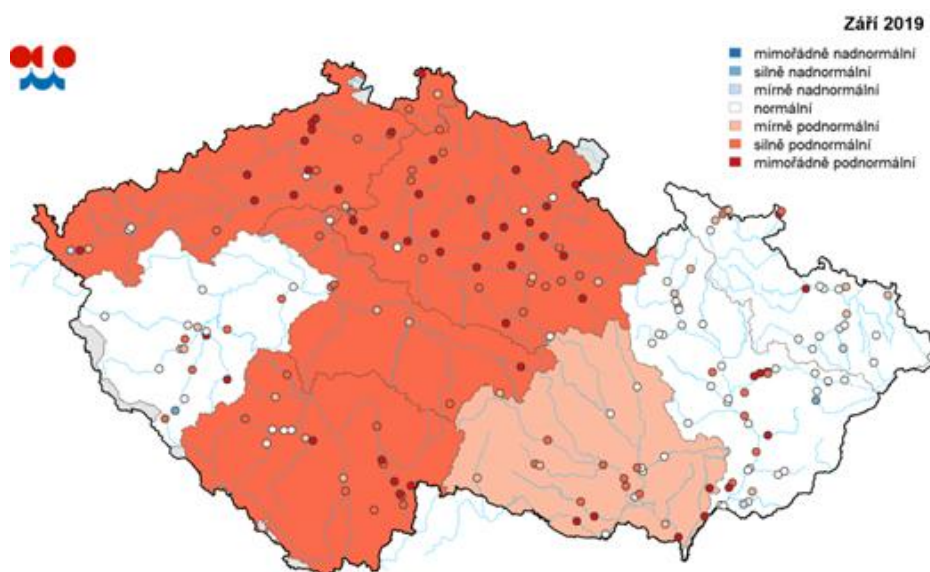 Září 2019
mimořádně nadnormální
silně nadnormální
mírně nadnormální
normální
mírně podnormální
silně podnormální
mimořádně podnormální